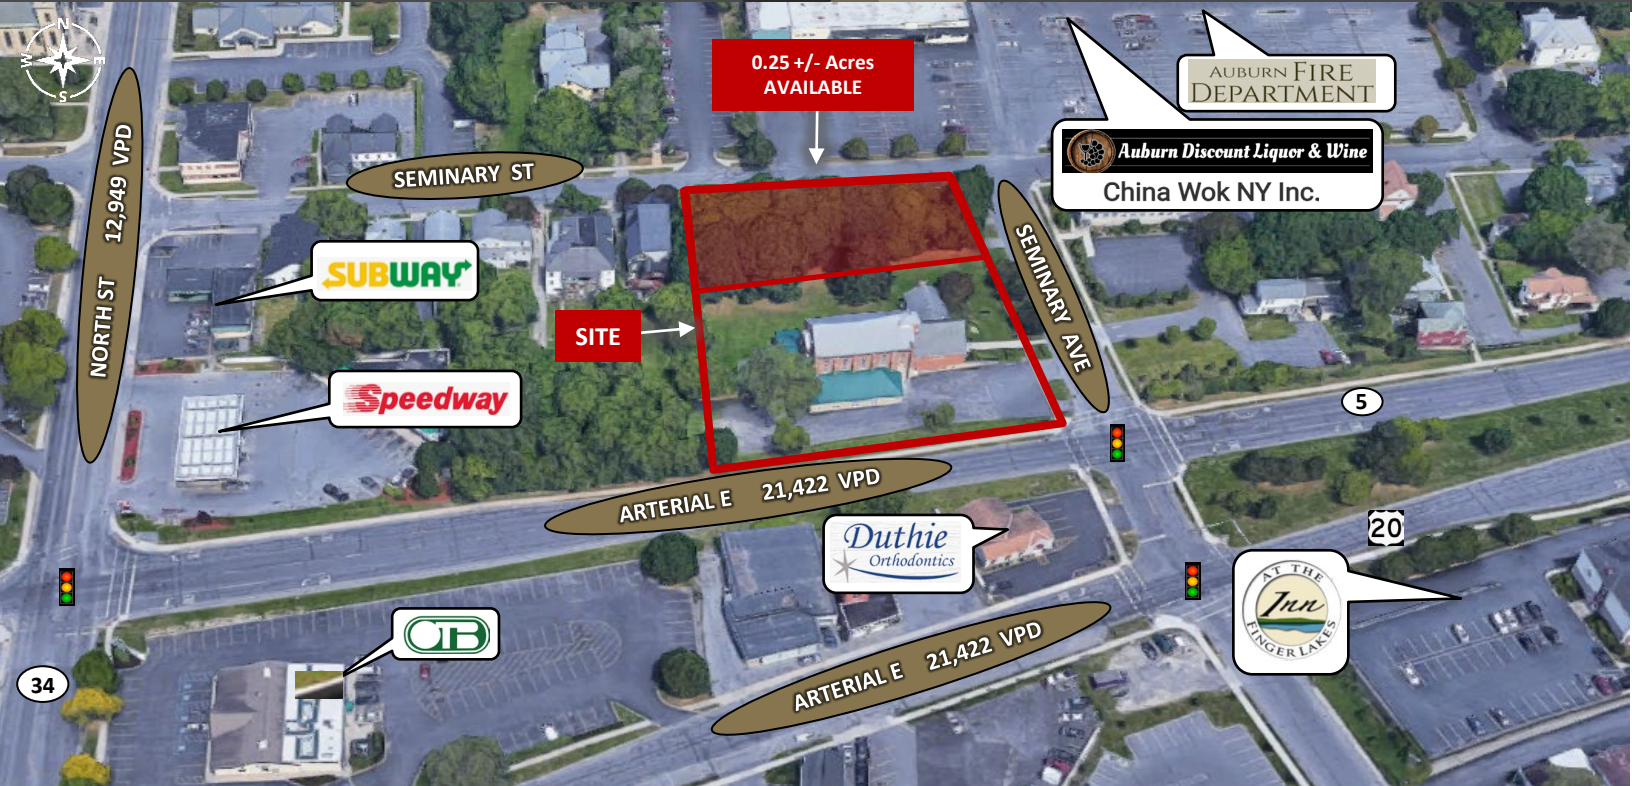 N
W E
S
0.25 +/- Acres
AVAILABLE
AUBURN FIRE
DEPARTMENT
Auburn Discount Liquor & Wine
China Wok NY Inc.
NORTH ST 12,949 VPD
SEMINARY ST
SEMINARY AVE
SUBWAY
SITE
Speedway
5
ARTERIAL E 21,422 VPD
Duthie
Orthodontics
20
AT THE
Inn
FINGER LAKES
CTB
34
ARTERIAL E 21,422 VPD